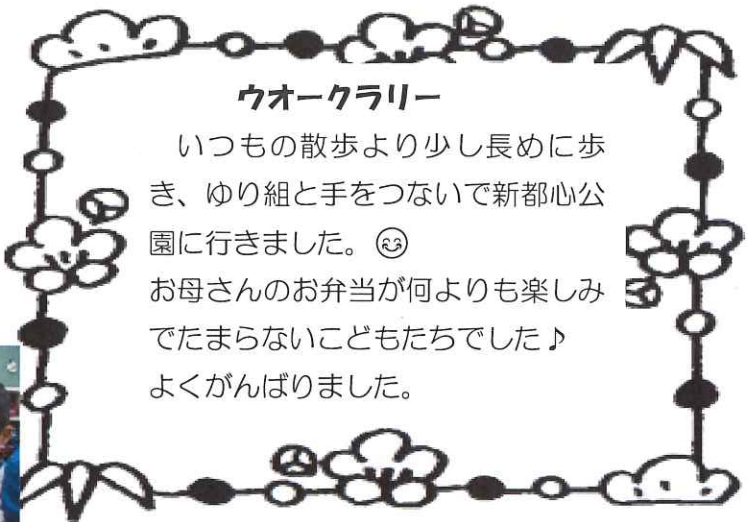 ウオークラリー
いつもの散歩より少し長めに歩
き、ゆり組と手をつないで新都心公
園に行きました。😊
お母さんのお弁当が何よりも楽しみ
でたまらないこどもたちでした♪
よくがんばりました。